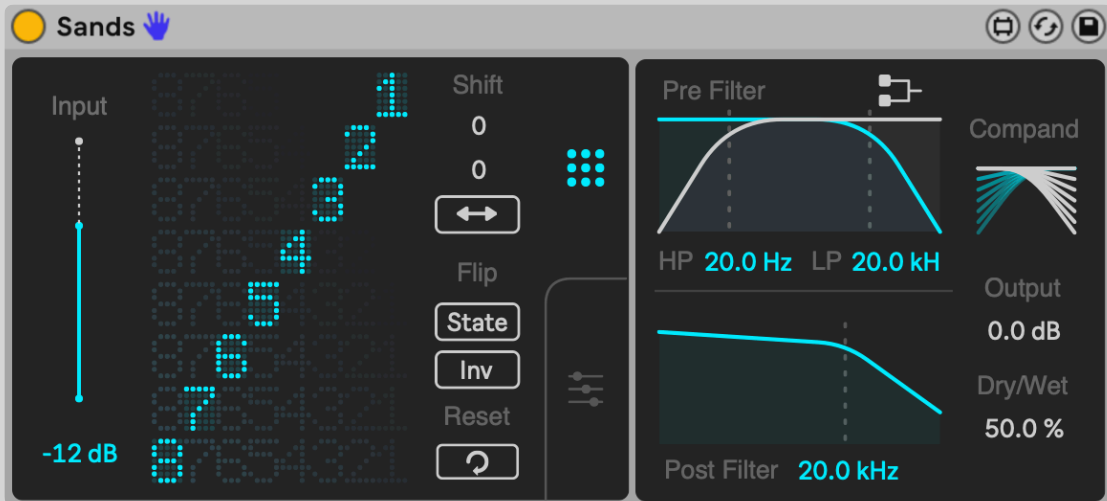 Sands
Input
1
2
3
4
5
6
7
8
-12 dB
Shift
0
0
Flip
State
Inv
Reset
Pre Filter
HP 20.0 Hz LP 20.0 kH
Post Filter 20.0 kHz
Compand
Output
0.0 dB
Dry/Wet
50.0 %